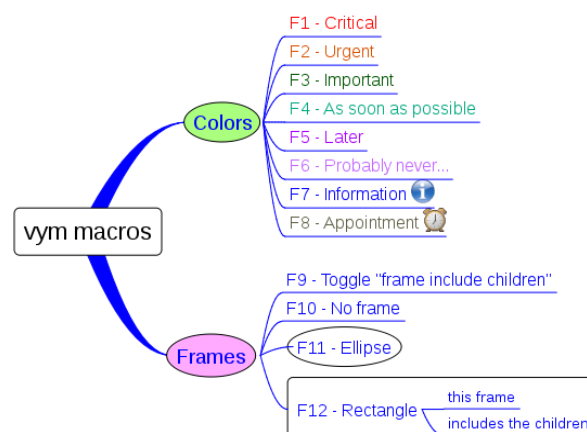 vym macros
Colors
F1 - Critical
F2 - Urgent
F3 - Important
F4 - As soon as possible
F5 - Later
F6 - Probably never...
F7 - Information
F8 - Appointment
Frames
F9 - Toggle "frame include children"
F10 - No frame
F11 - Ellipse
F12 - Rectangle
this frame
includes the children